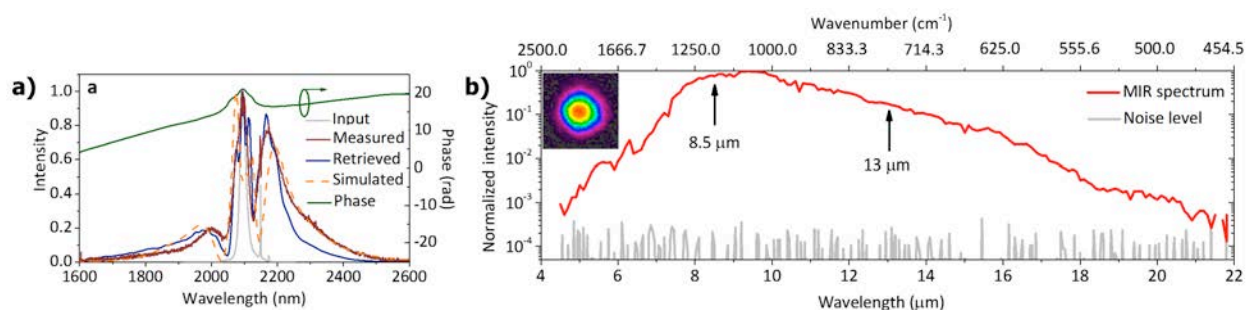 a)
a
1.0
0.8
0.6
0.4
0.2
0.0
Intensity
1600 1800 2000 2200 2400 2600
Wavelength (nm)
20
10
0
-10
-20
Phase (rad)
Input
Measured
Retrieved
Simulated
Phase
b)
Wavenumber (cm⁻¹)
2500.0 1666.7 1250.0 1000.0 833.3 714.3 625.0 555.6 500.0 454.5
10⁰
10⁻¹
10⁻²
10⁻³
10⁻⁴
Normalized intensity
8.5 μm
13 μm
MIR spectrum
Noise level
4 6 8 10 12 14 16 18 20 22
Wavelength (μm)